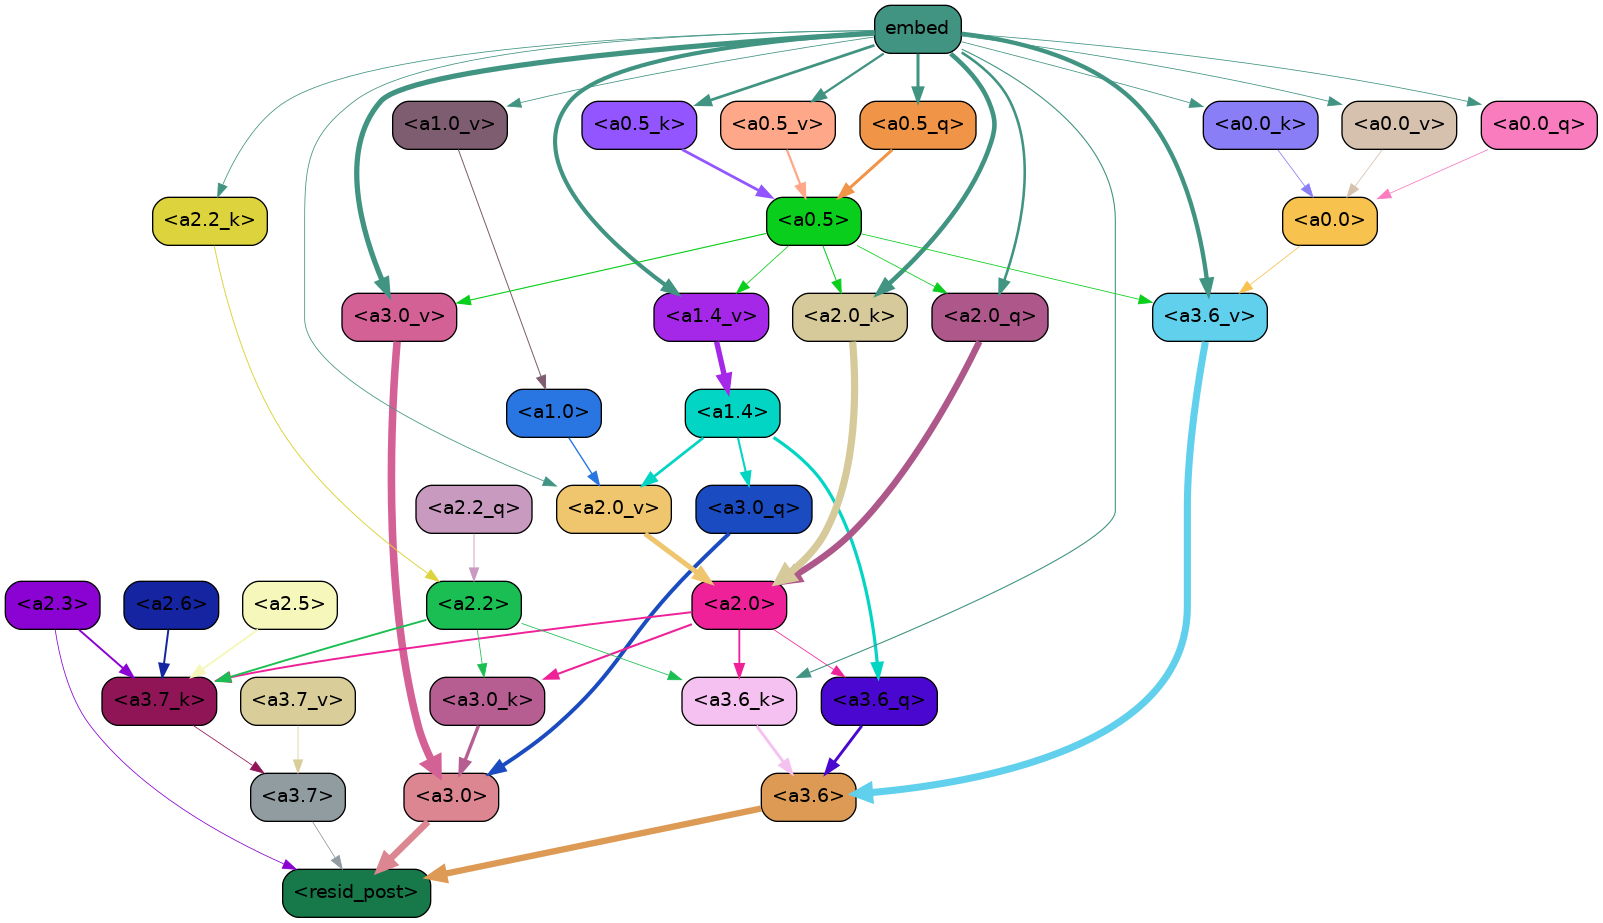 embed
<a1.0_v>
<a0.5_k>
<a0.5_v>
<a0.5_q>
<a0.0_k>
<a0.0_v>
<a0.0_q>
<a2.2_k>
<a0.5>
<a0.0>
<a3.0_v>
<a1.4_v>
<a2.0_k>
<a2.0_q>
<a3.6_v>
<a1.0>
<a1.4>
<a2.2_q>
<a2.0_v>
<a3.0_q>
<a2.3>
<a2.6>
<a2.5>
<a2.2>
<a2.0>
<a3.7_k>
<a3.7_v>
<a3.0_k>
<a3.6_k>
<a3.6_q>
<a3.7>
<a3.0>
<a3.6>
<resid_post>